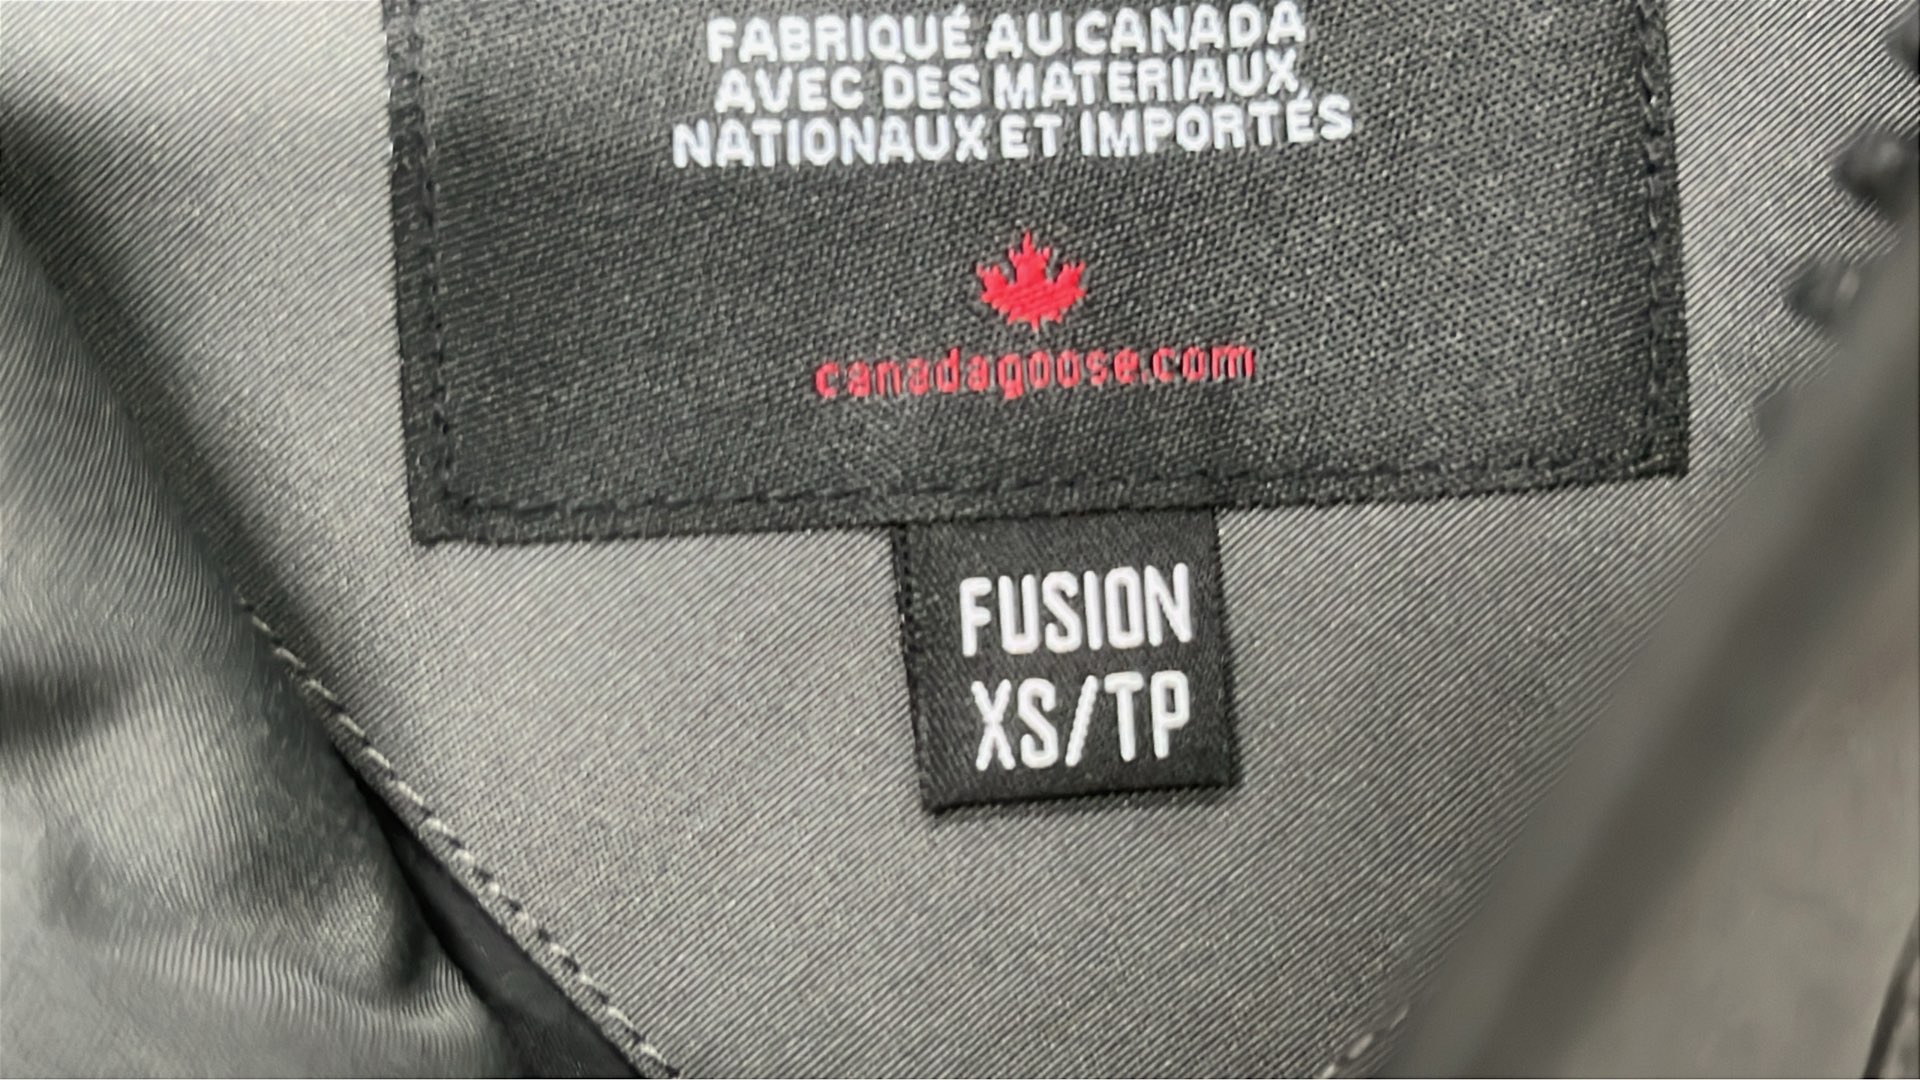 FABRIQUÉ AU CANADA
AVEC DES MATERIAUX
NATIONAUX ET IMPORTÉS
canadagoose.com
FUSION
XS/TP